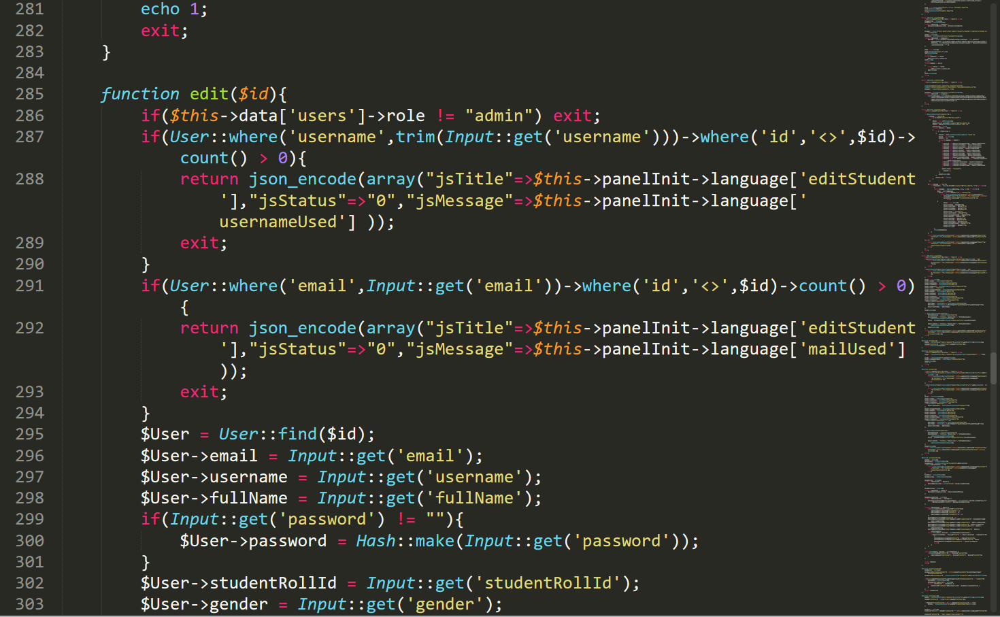 281 echo 1;
282 exit;
283 }
284
285 function edit($id){
286 if($this->data['users']->role != "admin") exit;
287 if(User::where('username',trim(Input::get('username')))->where('id','<>',$id)->
count() > 0){
288 return json_encode(array("jsTitle"=>$this->panelInit->language['editStudent
'],"jsStatus"=>"0","jsMessage"=>$this->panelInit->language['
usernameUsed'] ));
289 exit;
290 }
291 if(User::where('email',Input::get('email'))->where('id','<>',$id)->count() > 0)
{
292 return json_encode(array("jsTitle"=>$this->panelInit->language['editStudent
'],"jsStatus"=>"0","jsMessage"=>$this->panelInit->language['mailUsed']
));
293 exit;
294 }
295 $User = User::find($id);
296 $User->email = Input::get('email');
297 $User->username = Input::get('username');
298 $User->fullName = Input::get('fullName');
299 if(Input::get('password') != ""){
300 $User->password = Hash::make(Input::get('password'));
301 }
302 $User->studentRollId = Input::get('studentRollId');
303 $User->gender = Input::get('gender');